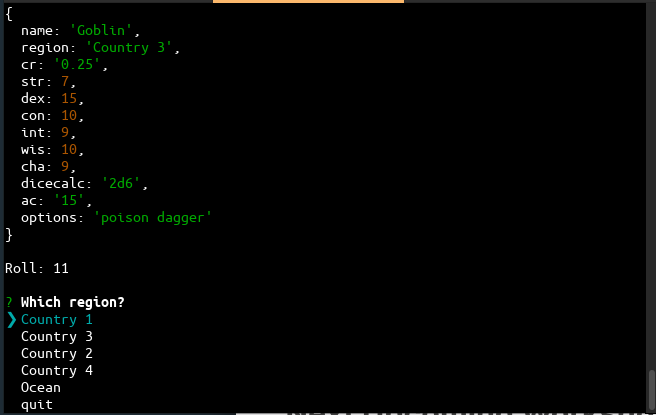 {
  name: 'Goblin',
  region: 'Country 3',
  cr: '0.25',
  str: 7,
  dex: 15,
  con: 10,
  int: 9,
  wis: 10,
  cha: 9,
  dicecalc: '2d6',
  ac: '15',
  options: 'poison dagger'
}
Roll: 11
? Which region?
❯ Country 1
  Country 3
  Country 2
  Country 4
  Ocean
  quit